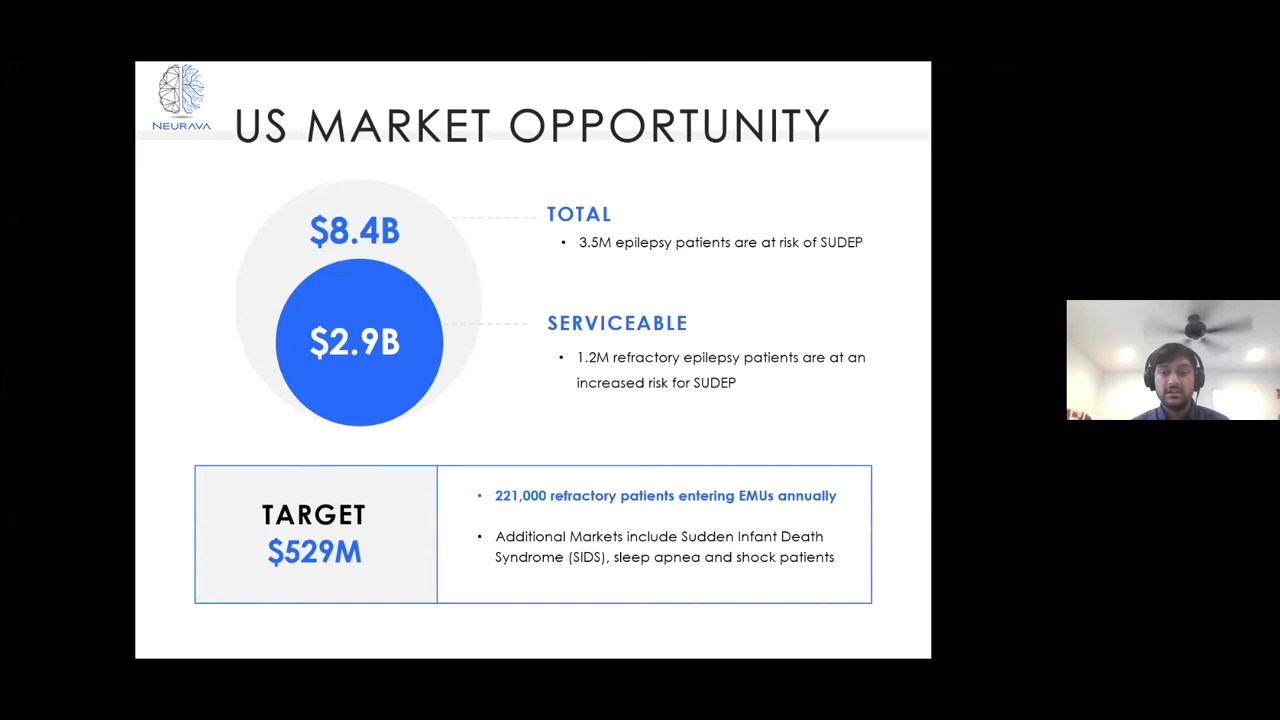 NEURAVA
US MARKET OPPORTUNITY
$8.4B
$2.9B
TOTAL
• 3.5M epilepsy patients are at risk of SUDEP
SERVICEABLE
• 1.2M refractory epilepsy patients are at an
increased risk for SUDEP
TARGET
$529M
• 221,000 refractory patients entering EMUs annually
• Additional Markets include Sudden Infant Death
Syndrome (SIDS), sleep apnea and shock patients